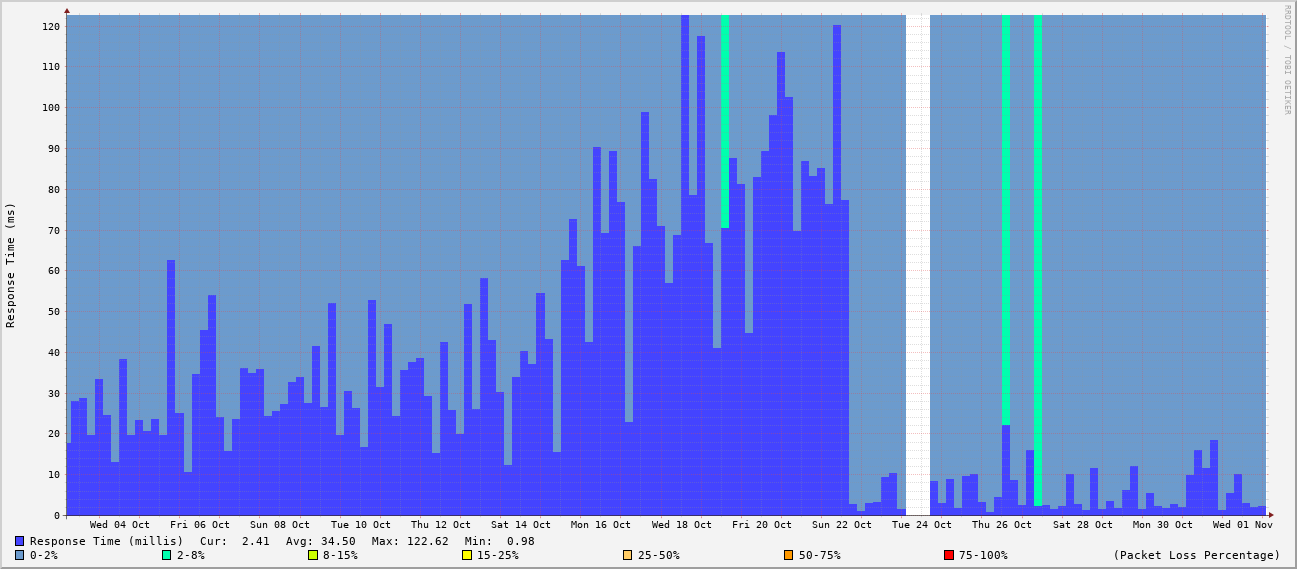 RRDTOOL / TOBI OETIKER
Response Time (ms)
120
110
100
90
80
70
60
50
40
30
20
10
0
Wed 04 Oct Fri 06 Oct Sun 08 Oct Tue 10 Oct Thu 12 Oct Sat 14 Oct Mon 16 Oct Wed 18 Oct Fri 20 Oct Sun 22 Oct Tue 24 Oct Thu 26 Oct Sat 28 Oct Mon 30 Oct Wed 01 Nov
Response Time (millis) Cur: 2.41 Avg: 34.50 Max: 122.62 Min: 0.98
0-2% 2-8% 8-15% 15-25% 25-50% 50-75% 75-100% (Packet Loss Percentage)